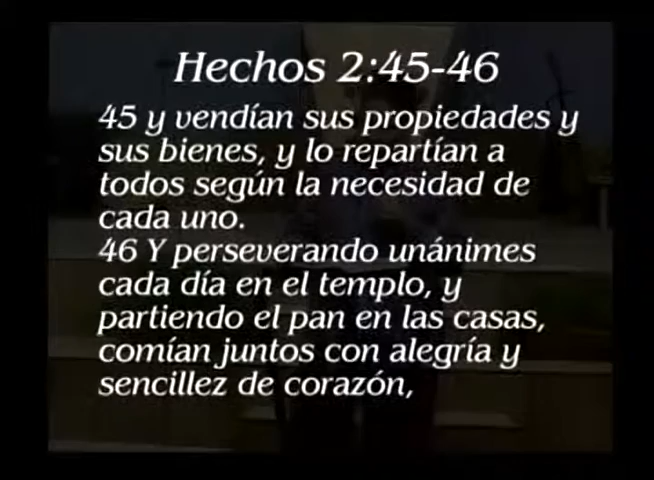 Hechos 2:45-46
45 y vendían sus propiedades y
sus bienes, y lo repartían a
todos según la necesidad de
cada uno.
46 Y perseverando unánimes
cada día en el templo, y
partiendo el pan en las casas,
comían juntos con alegría y
sencillez de corazón,